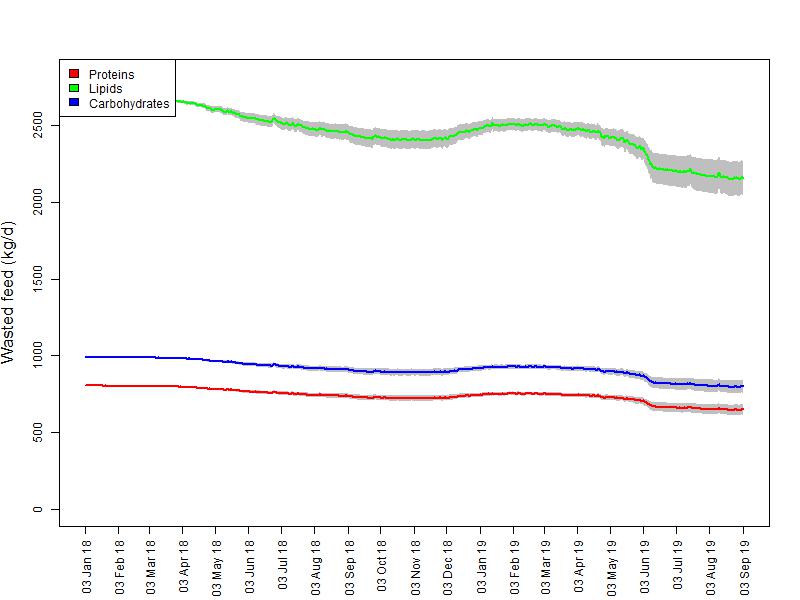 Proteins
Lipids
Carbohydrates
Wasted feed (kg/d)
2500
2000
1500
1000
500
0
03 Jan 18
03 Feb 18
03 Mar 18
03 Apr 18
03 May 18
03 Jun 18
03 Jul 18
03 Aug 18
03 Sep 18
03 Oct 18
03 Nov 18
03 Dec 18
03 Jan 19
03 Feb 19
03 Mar 19
03 Apr 19
03 May 19
03 Jun 19
03 Jul 19
03 Aug 19
03 Sep 19